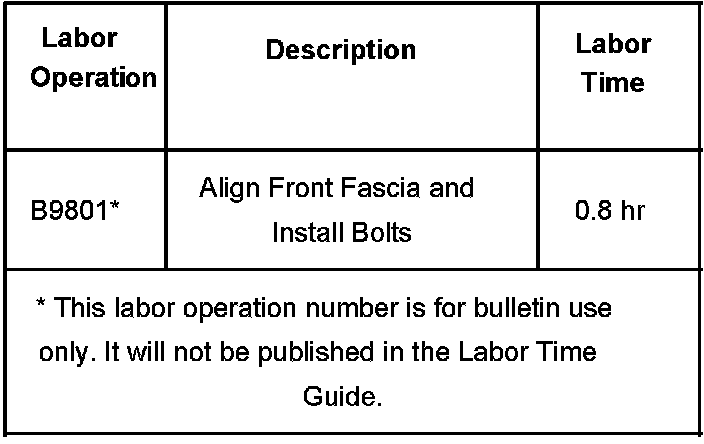 Labor
Operation
Description
Labor
Time
B9801*
Align Front Fascia and
Install Bolts
0.8 hr
* This labor operation number is for bulletin use
only. It will not be published in the Labor Time
Guide.